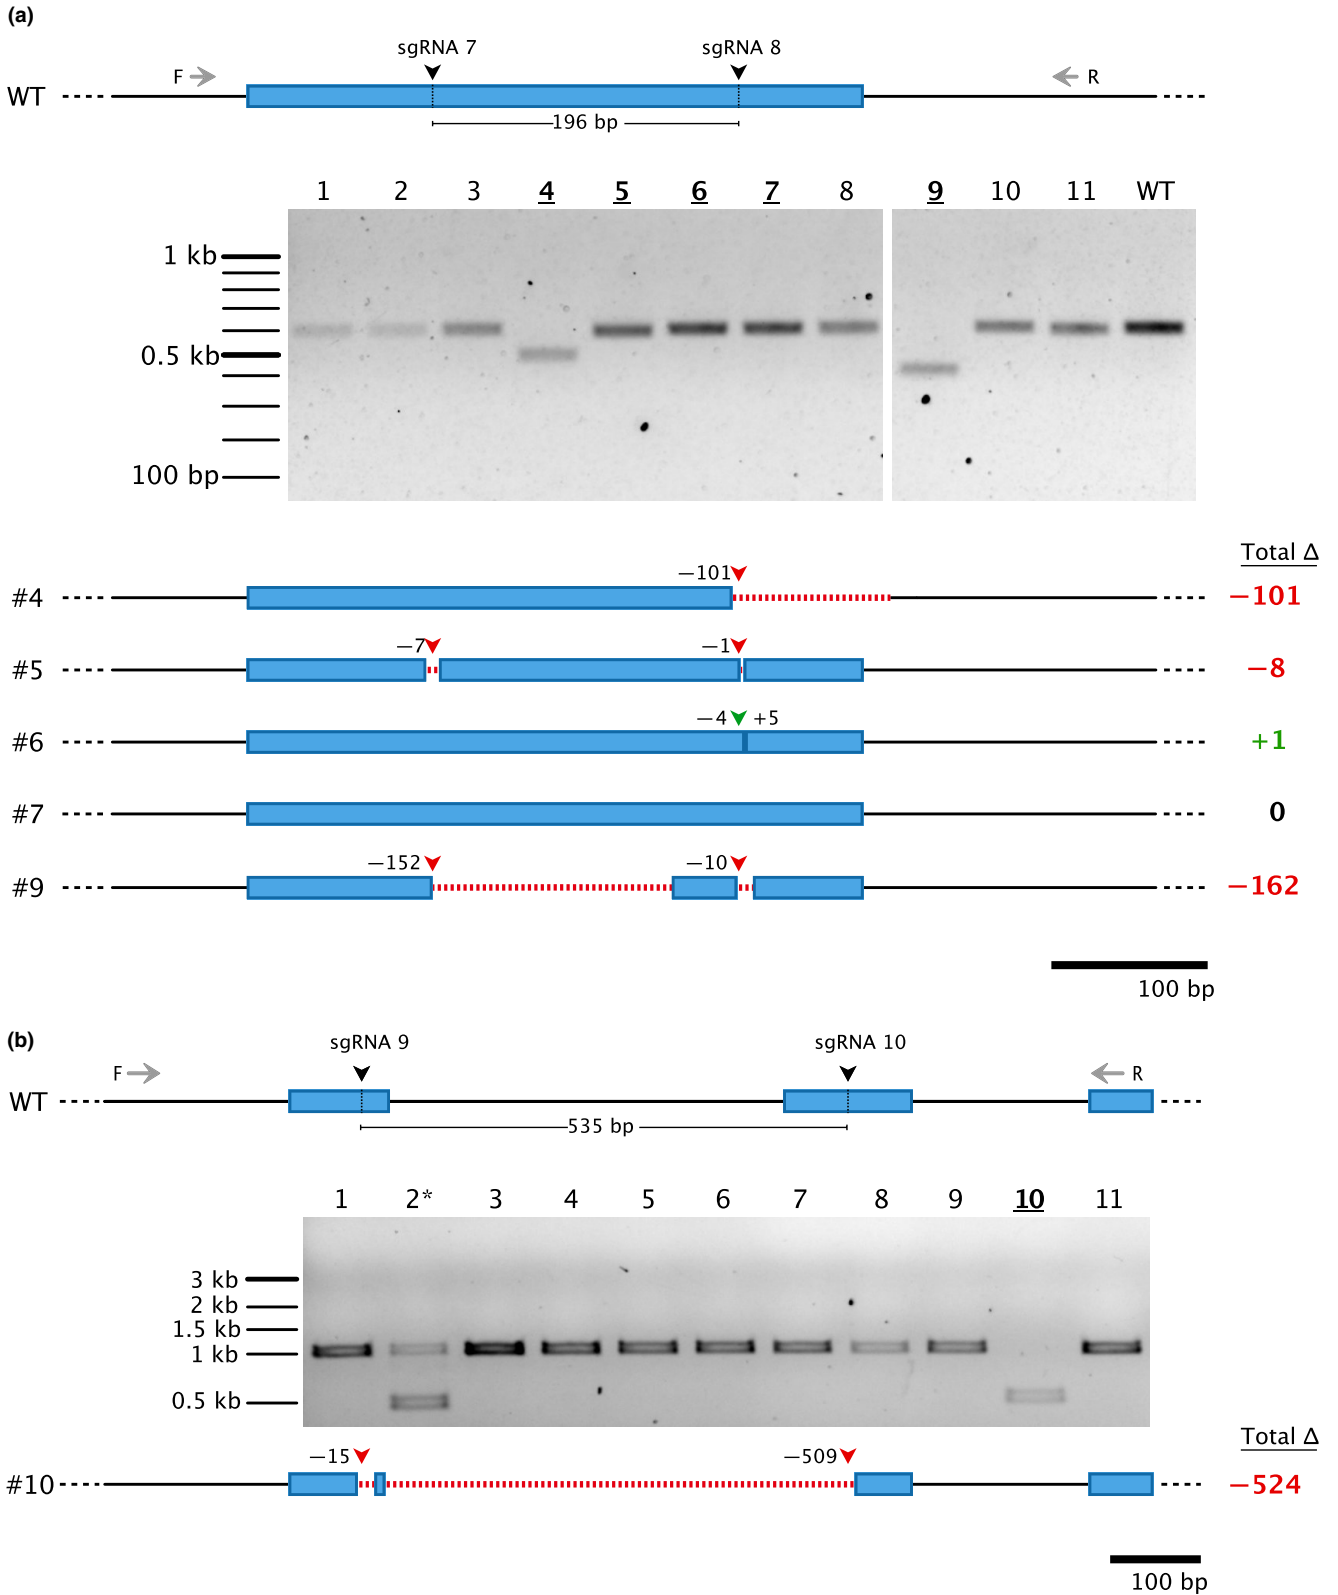 (a)
sgRNA 7 sgRNA 8
F R
WT
196 bp
1 2 3 4 5 6 7 8 9 10 11 WT
1 kb
0.5 kb
100 bp
Total Δ
−101
#4 −101
−7 −1
#5 −8
−4 +5
#6 +1
#7 0
−152 −10
#9 −162
100 bp
(b)
sgRNA 9 sgRNA 10
F R
WT
535 bp
1 2* 3 4 5 6 7 8 9 10 11
3 kb
2 kb
1.5 kb
1 kb
0.5 kb
Total Δ
−15 −509
#10 −524
100 bp